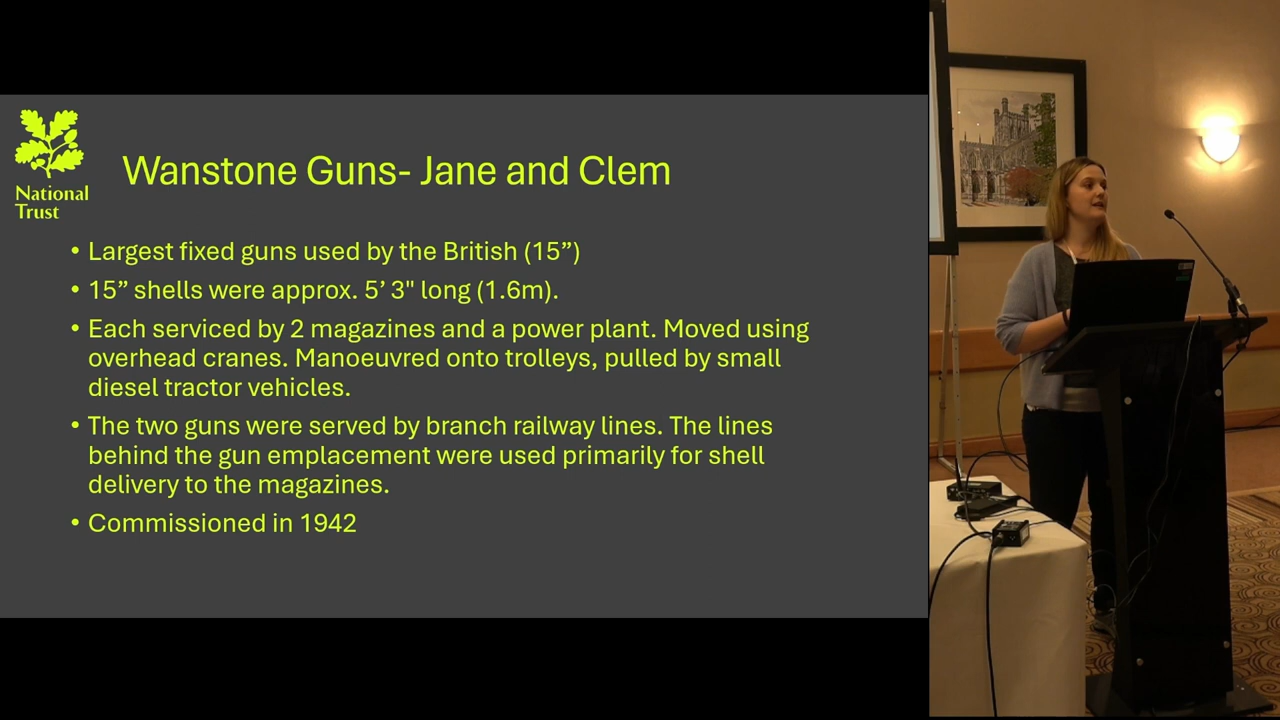 National
Trust
Wanstone Guns- Jane and Clem
• Largest fixed guns used by the British (15”)
• 15” shells were approx. 5’ 3" long (1.6m).
• Each serviced by 2 magazines and a power plant. Moved using
overhead cranes. Manoeuvred onto trolleys, pulled by small
diesel tractor vehicles.
• The two guns were served by branch railway lines. The lines
behind the gun emplacement were used primarily for shell
delivery to the magazines.
• Commissioned in 1942